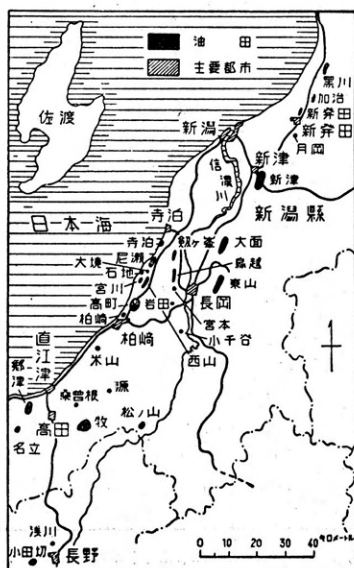 油田
主要都市
佐渡
日本海
黒川
加治
新発田
新発田
月岡
新潟
信濃川
新津
新津
新潟縣
寺泊
寺泊
尼瀬
大境
石地
宮川
高町
柏崎
岩田
大面
鳥越
東山
長岡
宮本
小千谷
柏崎
西山
米山
直江津
郷津
桑曽根
源
高田
牧
松ノ山
名立
浅川
小田切
長野
0 10 20 30 40 キロメートル